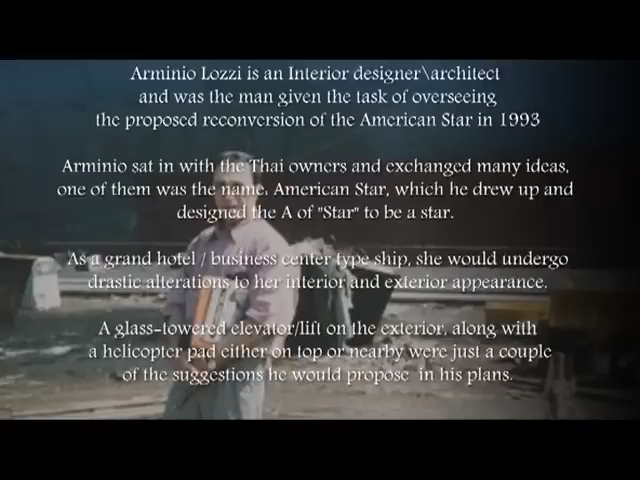 Arminio Lozzi is an Interior designer\architect
and was the man given the task of overseeing
the proposed reconversion of the American Star in 1993
Arminio sat in with the Thai owners and exchanged many ideas,
one of them was the name. American Star, which he drew up and
designed the A of "Star" to be a star.
As a grand hotel / business center type ship, she would undergo
drastic alterations to her interior and exterior appearance.
A glass-towered elevator/lift on the exterior, along with
a helicopter pad either on top or nearby were just a couple
of the suggestions he would propose in his plans.